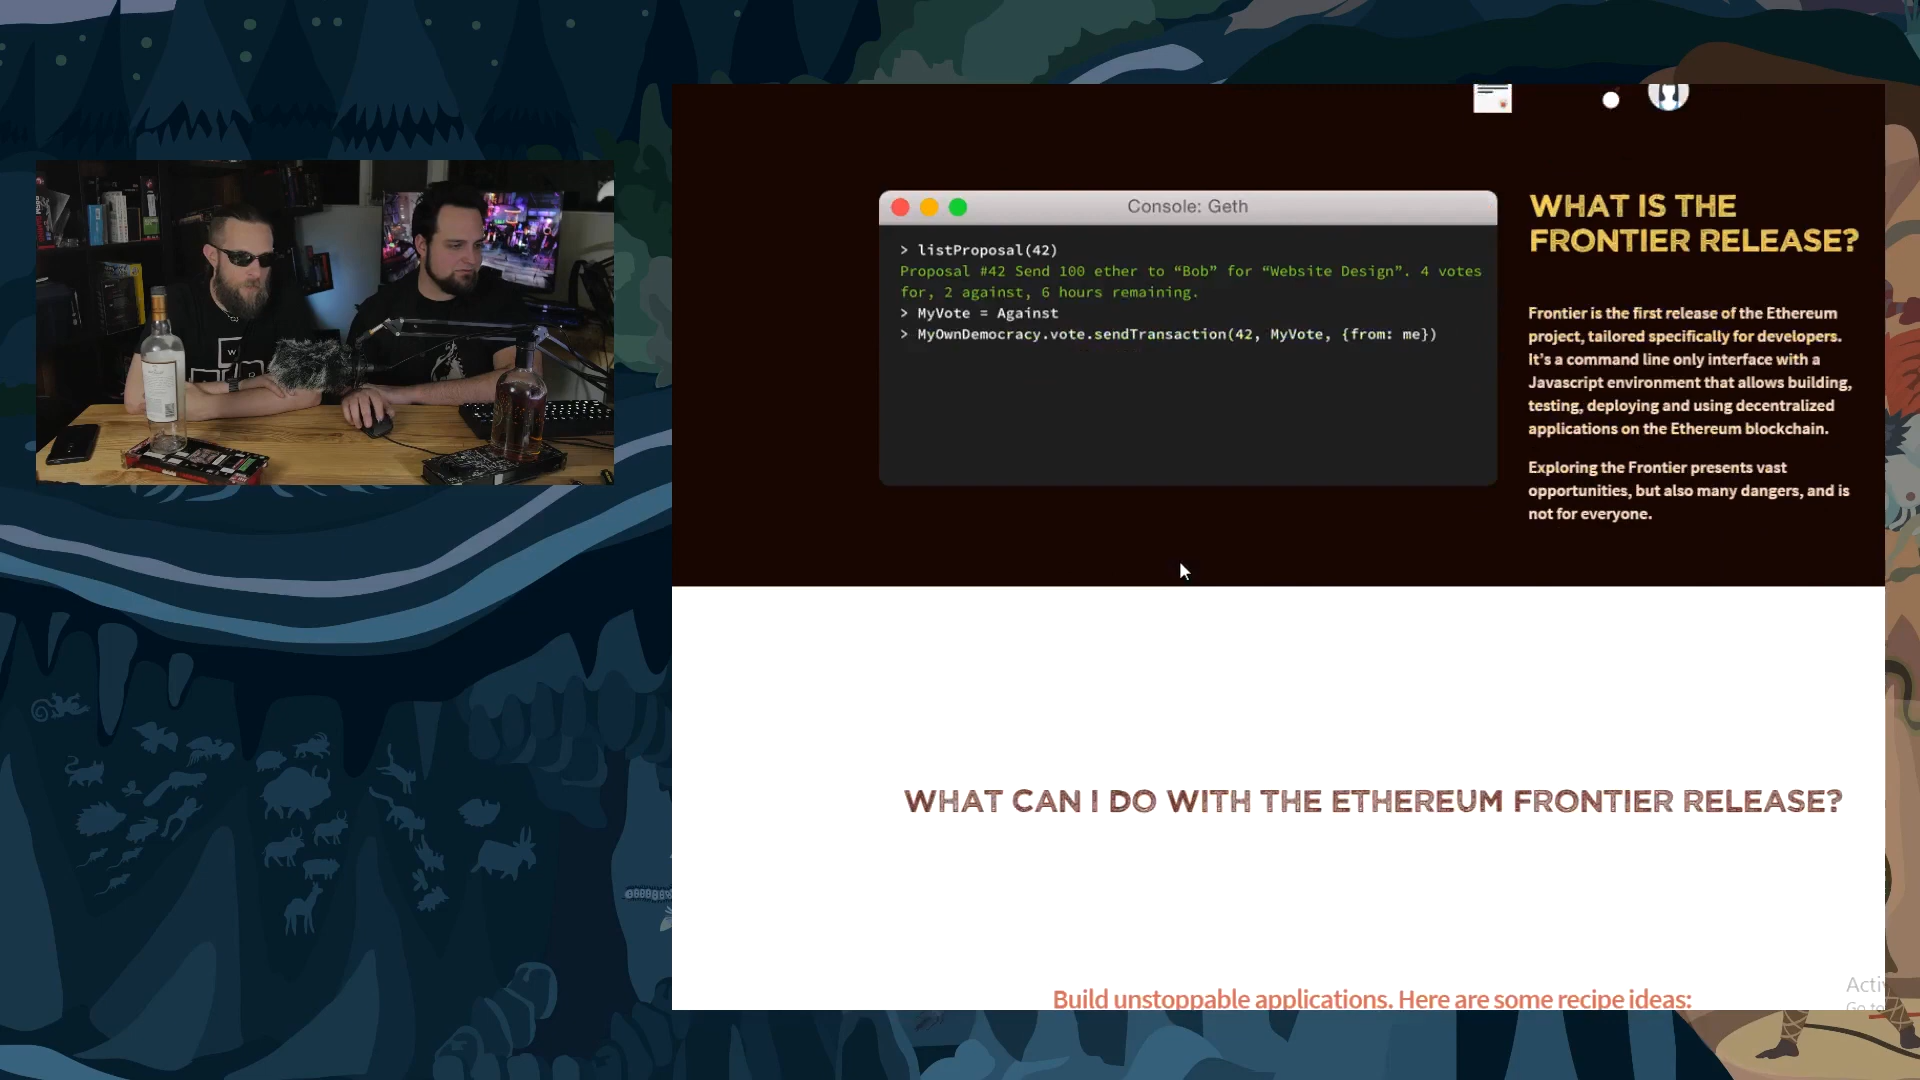 Console: Geth
> listProposal(42)
Proposal #42 Send 100 ether to “Bob” for “Website Design”. 4 votes
for, 2 against, 6 hours remaining.
> MyVote = Against
> MyOwnDemocracy.vote.sendTransaction(42, MyVote, {from: me})
WHAT IS THE
FRONTIER RELEASE?
Frontier is the first release of the Ethereum
project, tailored specifically for developers.
It’s a command line only interface with a
Javascript environment that allows building,
testing, deploying and using decentralized
applications on the Ethereum blockchain.
Exploring the Frontier presents vast
opportunities, but also many dangers, and is
not for everyone.
WHAT CAN I DO WITH THE ETHEREUM FRONTIER RELEASE?
Build unstoppable applications. Here are some recipe ideas: